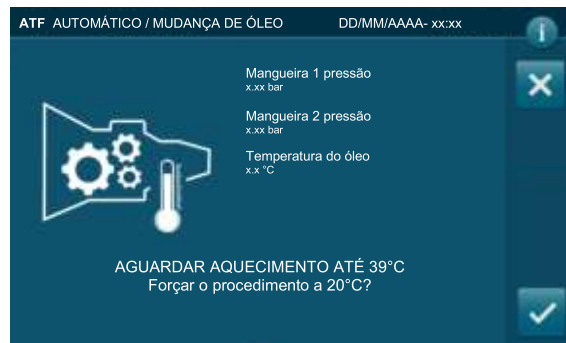 ATF AUTOMÁTICO / MUDANÇA DE ÓLEO DD/MM/AAAA- xx:xx
i
Mangueira 1 pressão
x.xx bar
Mangueira 2 pressão
x.xx bar
Temperatura do óleo
x.x °C
AGUARDAR AQUECIMENTO ATÉ 39°C
Forçar o procedimento a 20°C?